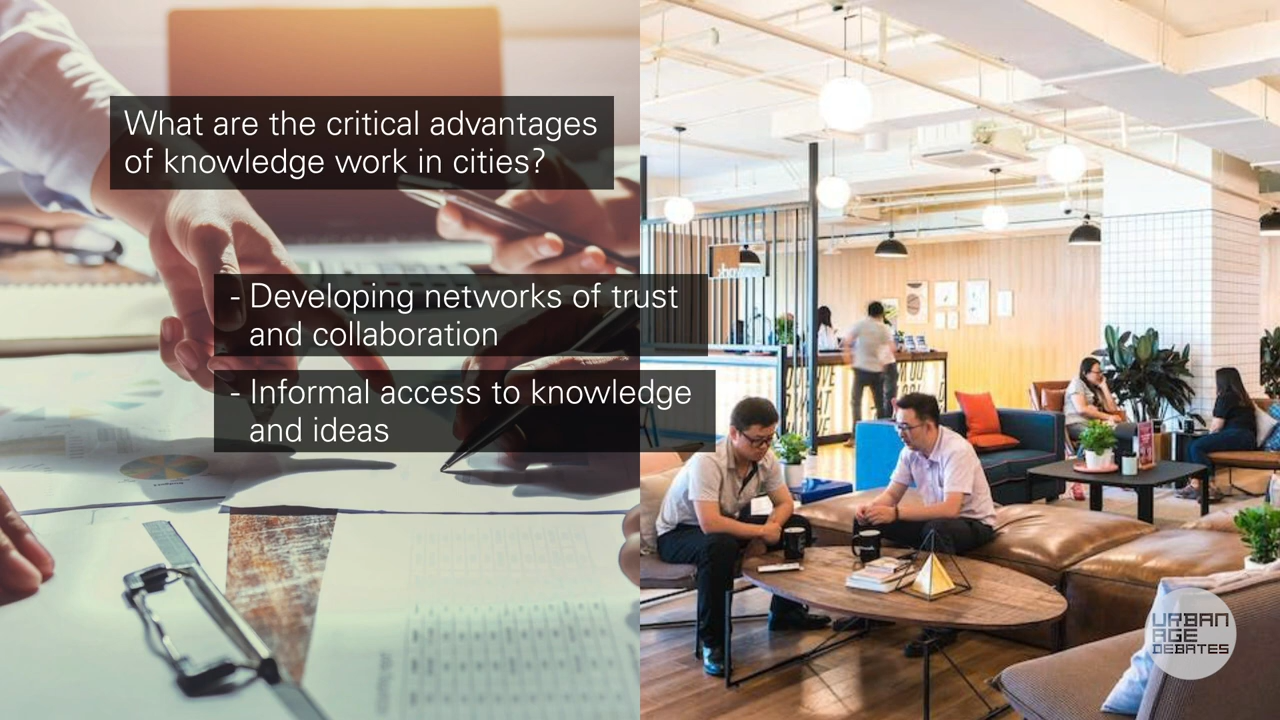 What are the critical advantages
of knowledge work in cities?
- Developing networks of trust
and collaboration
- Informal access to knowledge
and ideas
URBAN
AGE
DEBATES